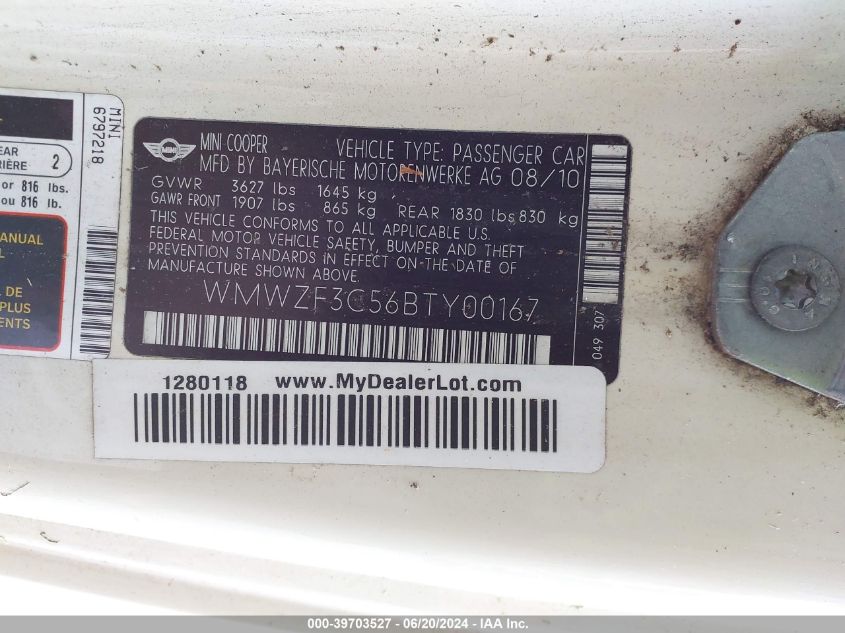 MINI
6797218
EAR
RIÈRE
2
or 816 lbs.
ou 816 lb.
MANUAL
L
E
PLUS
ENTS
MINI
MINI COOPER VEHICLE TYPE: PASSENGER CAR
MFD BY BAYERISCHE MOTORENWERKE AG 08/10
GVWR 3627 lbs 1645 kg
GAWR FRONT 1907 lbs 865 kg REAR 1830 lbs 830 kg
THIS VEHICLE CONFORMS TO ALL APPLICABLE U.S.
FEDERAL MOTOR VEHICLE SAFETY, BUMPER AND THEFT
PREVENTION STANDARDS IN EFFECT ON THE DATE OF
MANUFACTURE SHOWN ABOVE.
WMWZF3C56BTY00167
049 307
1280118 www.MyDealerLot.com
000-39703527 - 06/20/2024 - IAA Inc.